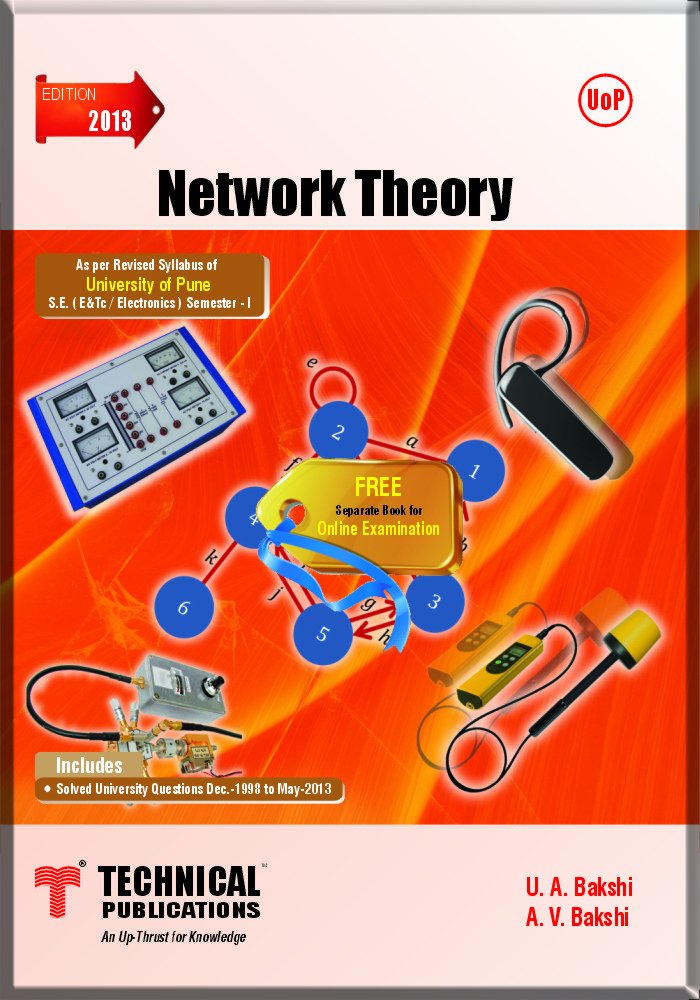 EDITION
2013
UoP
Network Theory
As per Revised Syllabus of
University of Pune
S.E. ( E&Tc / Electronics ) Semester - I
e
2
a
1
f
FREE
Separate Book for
Online Examination
4
b
k
j
g
3
6
5
h
Includes
• Solved University Questions Dec.-1998 to May-2013
® TECHNICAL ™
PUBLICATIONS
An Up-Thrust for Knowledge
U. A. Bakshi
A. V. Bakshi